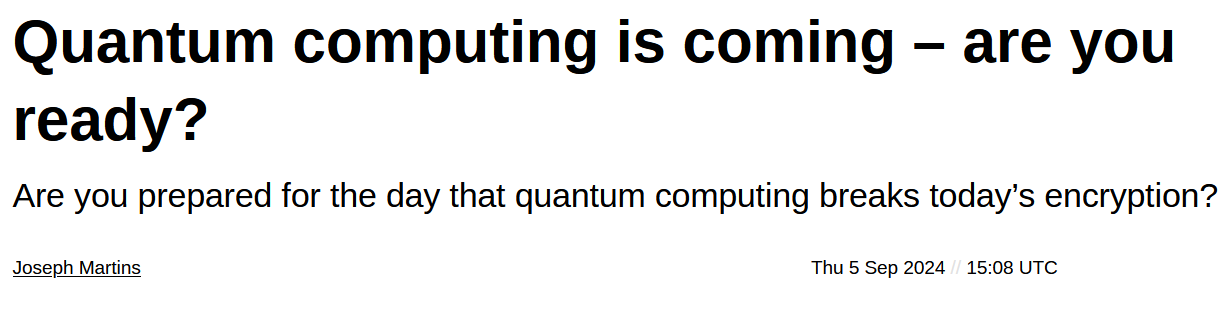 Quantum computing is coming – are you
ready?
Are you prepared for the day that quantum computing breaks today’s encryption?
Joseph Martins
Thu 5 Sep 2024 // 15:08 UTC